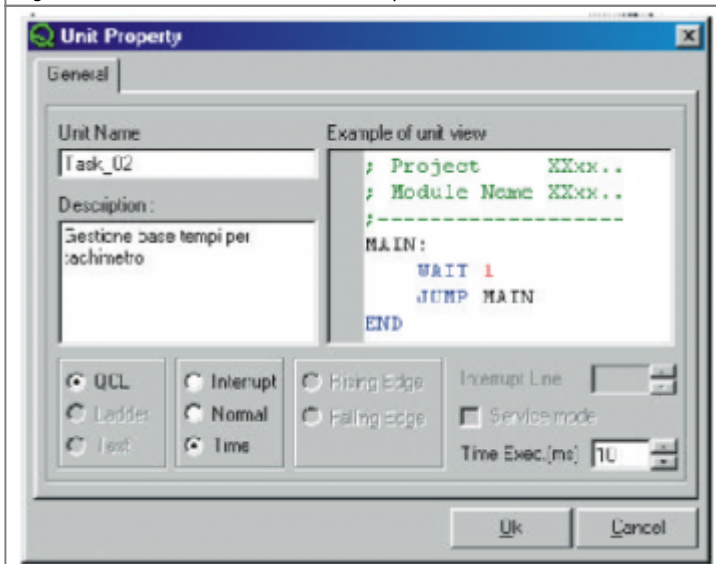 Unit Property
General
Unit Name
Task_02
Description :
Gestione base tempi per
tachimetro
Example of unit view
; Project XXxx..
; Module Name XXxx..
;--------------------
MAIN:
WAIT 1
JUMP MAIN
END
QCL
Ladder
Text
Interrupt
Normal
Time
Rising Edge
Falling edge
Interrupt Line
Service mode
Time Exec.(ms) 10
Ok
Cancel